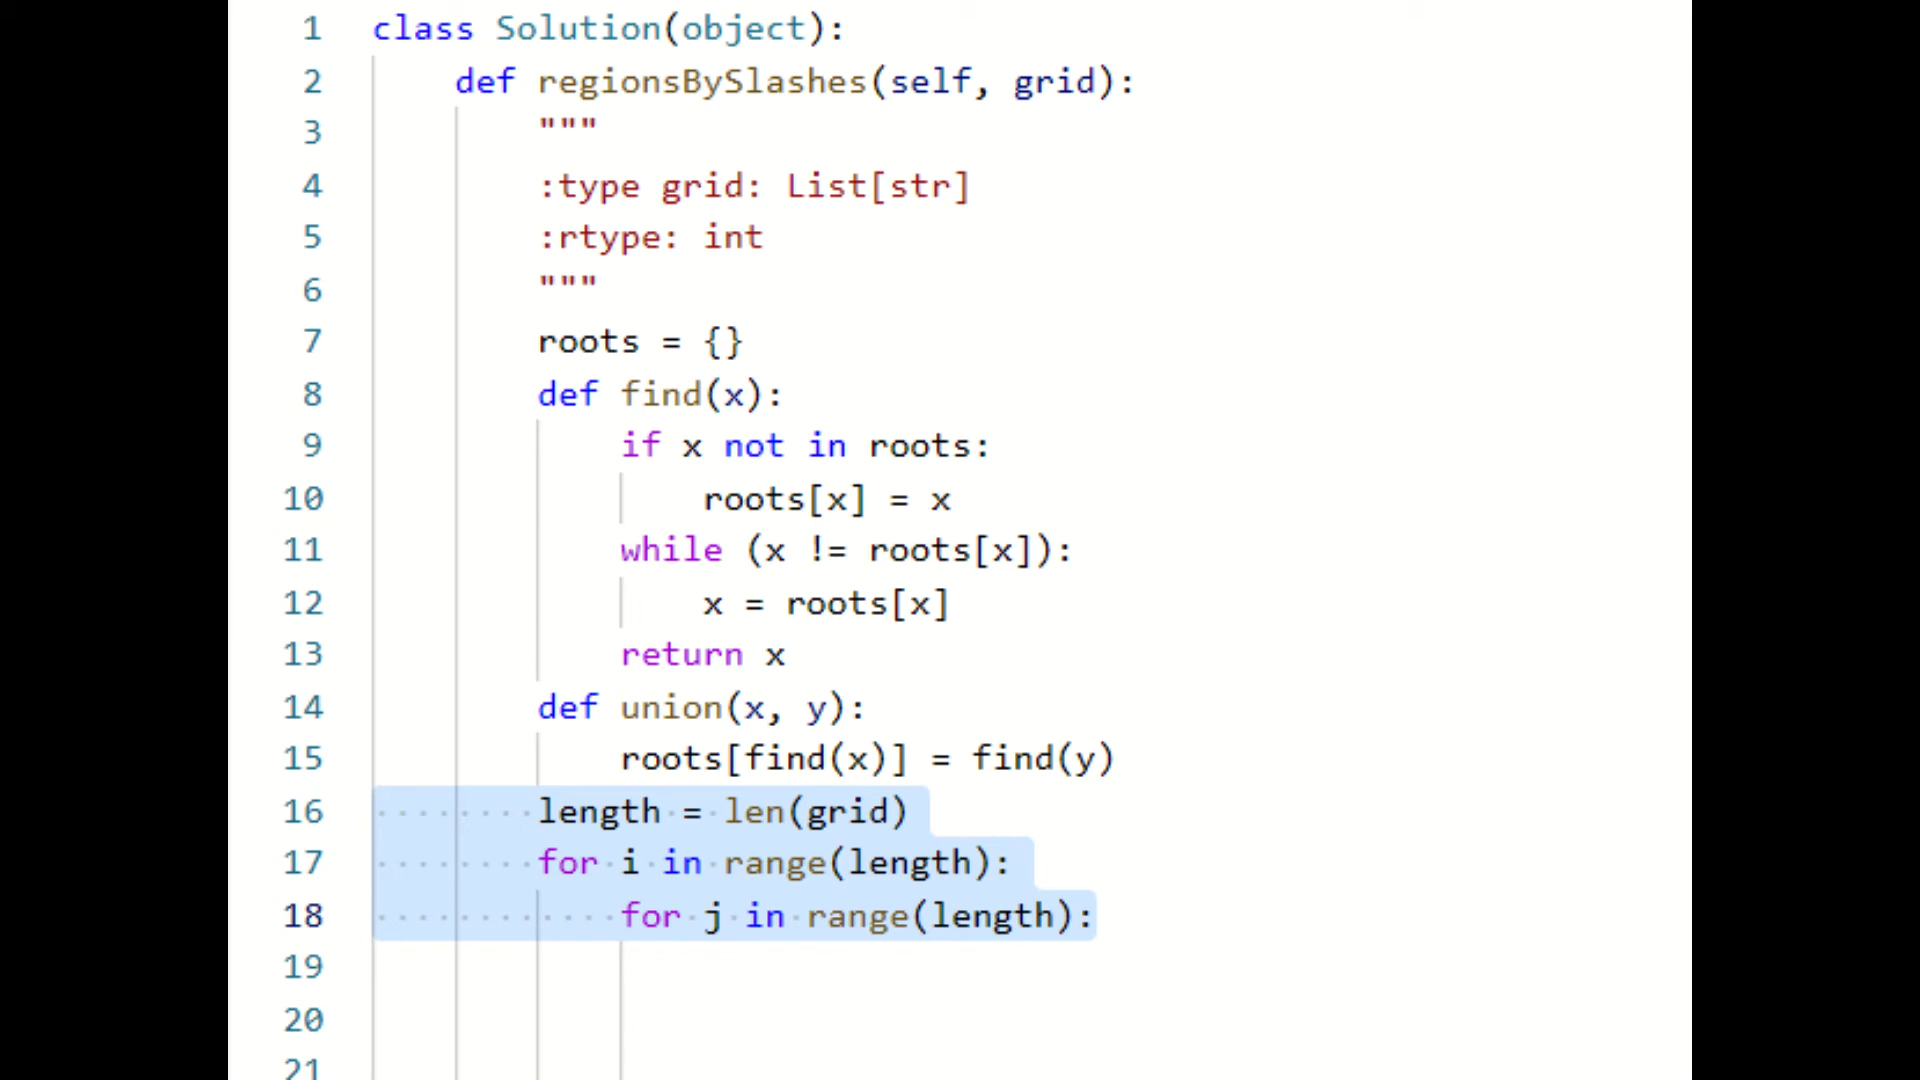 1 class Solution(object):
2 def regionsBySlashes(self, grid):
3 """
4 :type grid: List[str]
5 :rtype: int
6 """
7 roots = {}
8 def find(x):
9 if x not in roots:
10 roots[x] = x
11 while (x != roots[x]):
12 x = roots[x]
13 return x
14 def union(x, y):
15 roots[find(x)] = find(y)
16 length = len(grid)
17 for i in range(length):
18 for j in range(length):
19
20
21